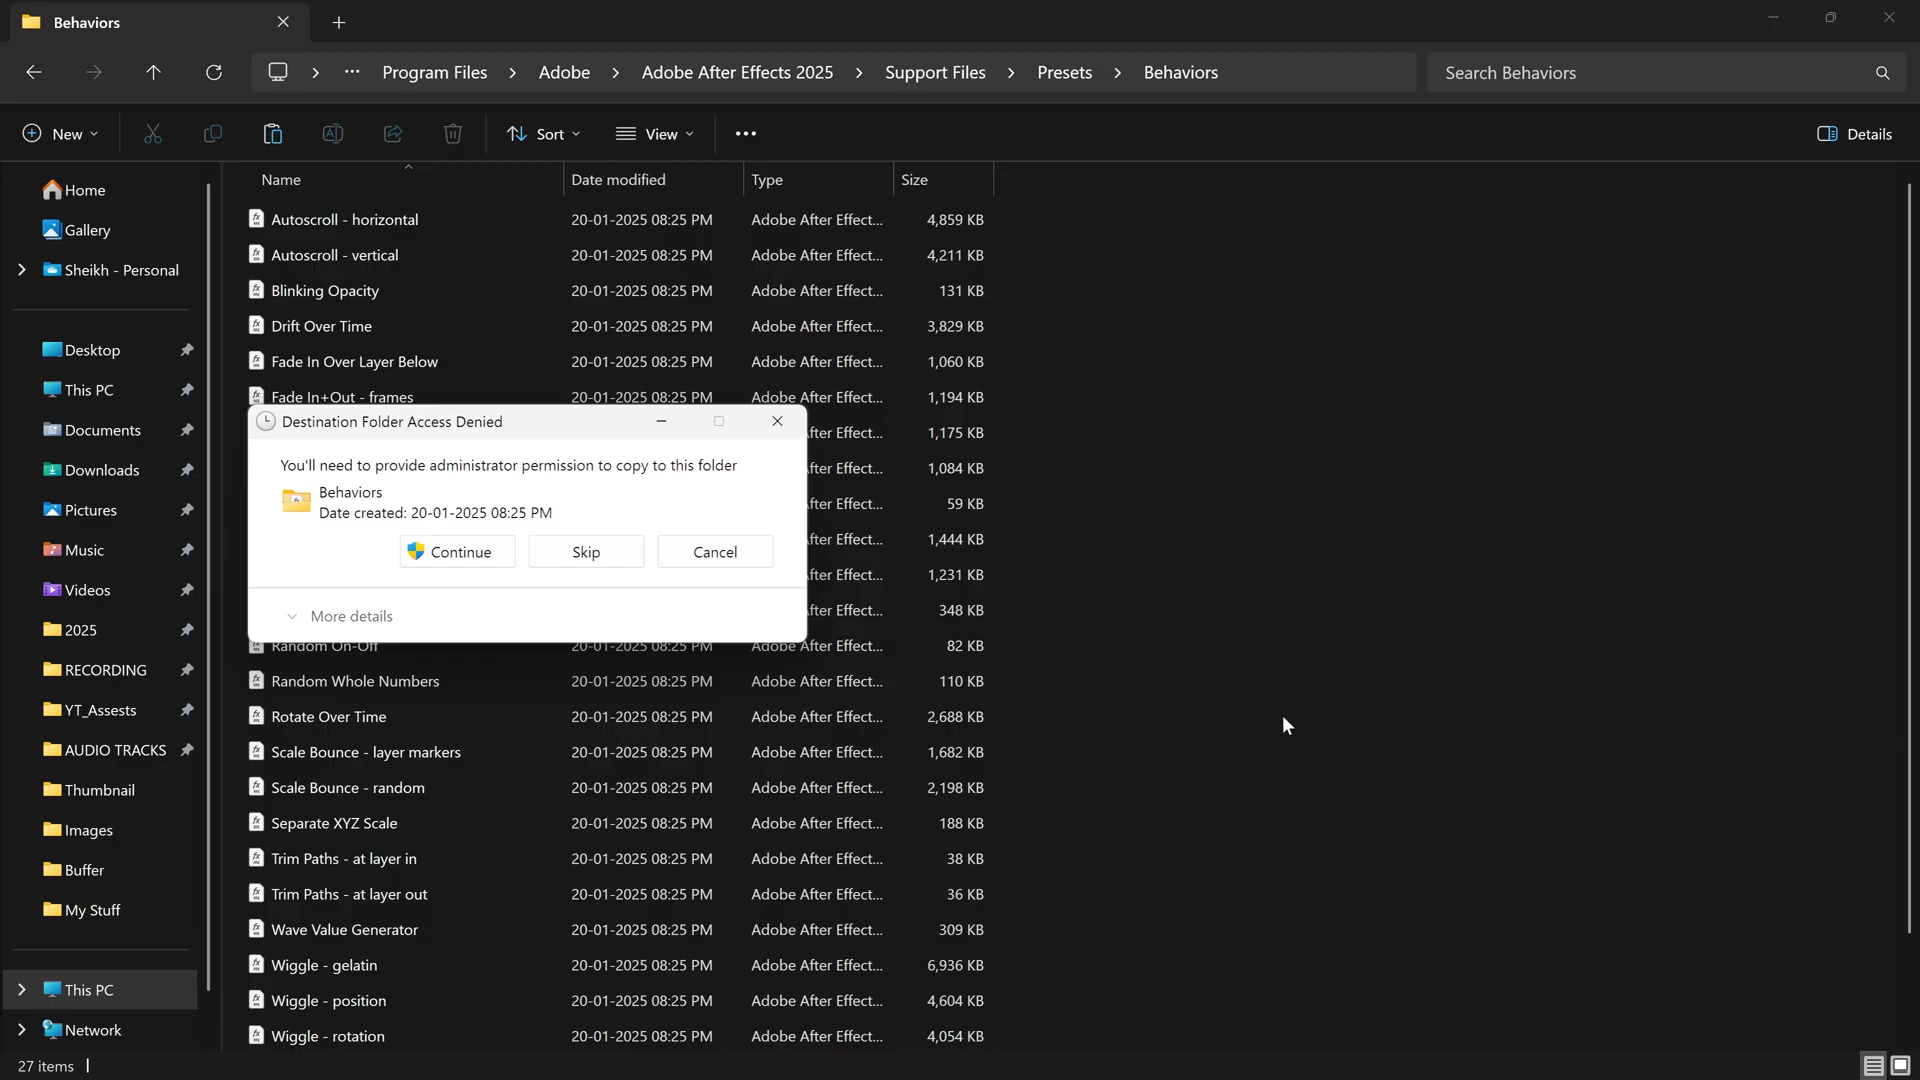 Behaviors
Program Files > Adobe > Adobe After Effects 2025 > Support Files > Presets > Behaviors
Search Behaviors
New
Sort
View
Details
Home
Gallery
Sheikh - Personal
Desktop
This PC
Documents
Downloads
Pictures
Music
Videos
2025
RECORDING
YT_Assests
AUDIO TRACKS
Thumbnail
Images
Buffer
My Stuff
This PC
Network
Name Date modified Type Size
Autoscroll - horizontal 20-01-2025 08:25 PM Adobe After Effect... 4,859 KB
Autoscroll - vertical 20-01-2025 08:25 PM Adobe After Effect... 4,211 KB
Blinking Opacity 20-01-2025 08:25 PM Adobe After Effect... 131 KB
Drift Over Time 20-01-2025 08:25 PM Adobe After Effect... 3,829 KB
Fade In Over Layer Below 20-01-2025 08:25 PM Adobe After Effect... 1,060 KB
Fade In+Out - frames 20-01-2025 08:25 PM Adobe After Effect... 1,194 KB
fter Effect... 1,175 KB
fter Effect... 1,084 KB
fter Effect... 59 KB
fter Effect... 1,444 KB
fter Effect... 1,231 KB
fter Effect... 348 KB
Destination Folder Access Denied
You'll need to provide administrator permission to copy to this folder
Behaviors
Date created: 20-01-2025 08:25 PM
Continue Skip Cancel
More details
Random On-Off 20-01-2025 08:25 PM Adobe After Effect... 82 KB
Random Whole Numbers 20-01-2025 08:25 PM Adobe After Effect... 110 KB
Rotate Over Time 20-01-2025 08:25 PM Adobe After Effect... 2,688 KB
Scale Bounce - layer markers 20-01-2025 08:25 PM Adobe After Effect... 1,682 KB
Scale Bounce - random 20-01-2025 08:25 PM Adobe After Effect... 2,198 KB
Separate XYZ Scale 20-01-2025 08:25 PM Adobe After Effect... 188 KB
Trim Paths - at layer in 20-01-2025 08:25 PM Adobe After Effect... 38 KB
Trim Paths - at layer out 20-01-2025 08:25 PM Adobe After Effect... 36 KB
Wave Value Generator 20-01-2025 08:25 PM Adobe After Effect... 309 KB
Wiggle - gelatin 20-01-2025 08:25 PM Adobe After Effect... 6,936 KB
Wiggle - position 20-01-2025 08:25 PM Adobe After Effect... 4,604 KB
Wiggle - rotation 20-01-2025 08:25 PM Adobe After Effect... 4,054 KB
27 items